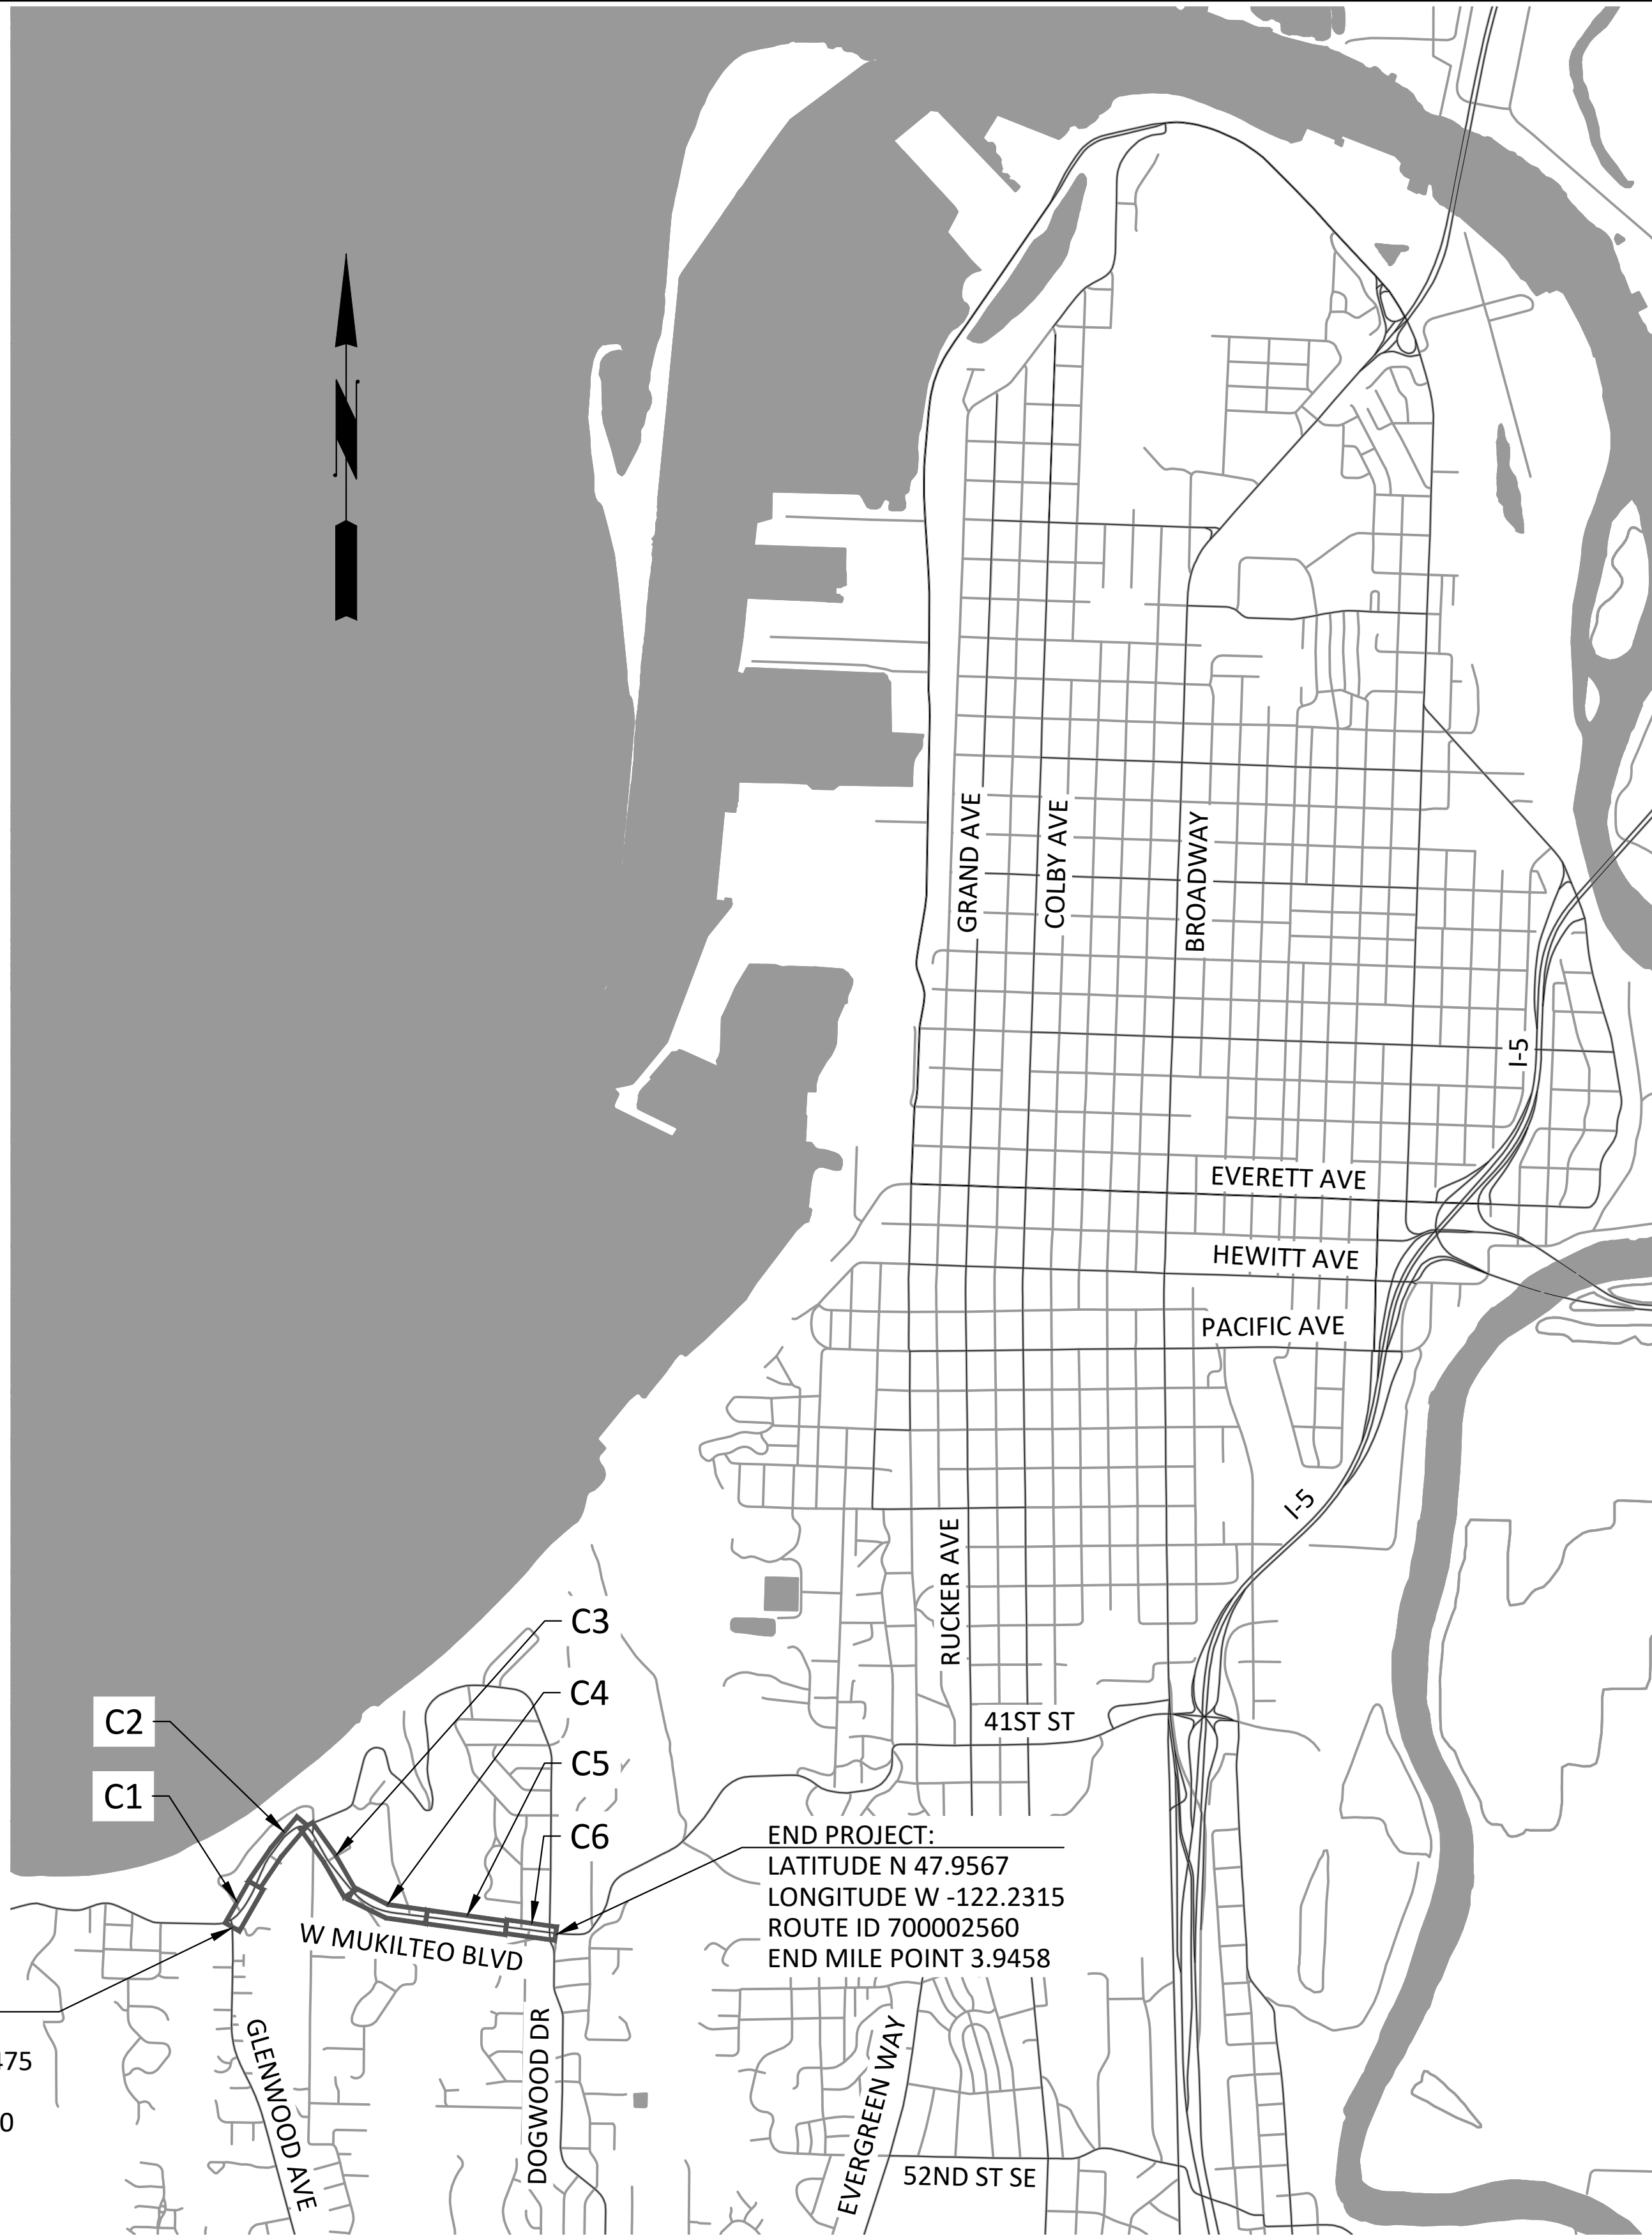 GRAND AVE
COLBY AVE
BROADWAY
I-5
EVERETT AVE
HEWITT AVE
PACIFIC AVE
I-5
RUCKER AVE
41ST ST
C3
C4
C2
C5
C1
C6
END PROJECT:
LATITUDE N 47.9567
LONGITUDE W -122.2315
ROUTE ID 700002560
END MILE POINT 3.9458
W MUKILTEO BLVD
GLENWOOD AVE
DOGWOOD DR
EVERGREEN WAY
52ND ST SE
475
0
N